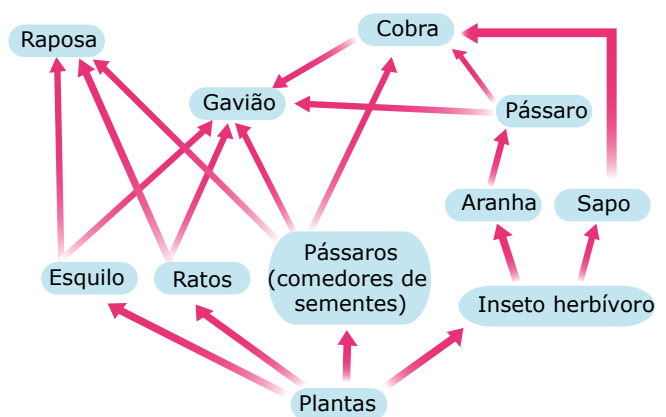 Cobra
Raposa
Gavião
Pássaro
Aranha
Sapo
Pássaros
(comedores de
sementes)
Esquilo
Ratos
Inseto herbívoro
Plantas